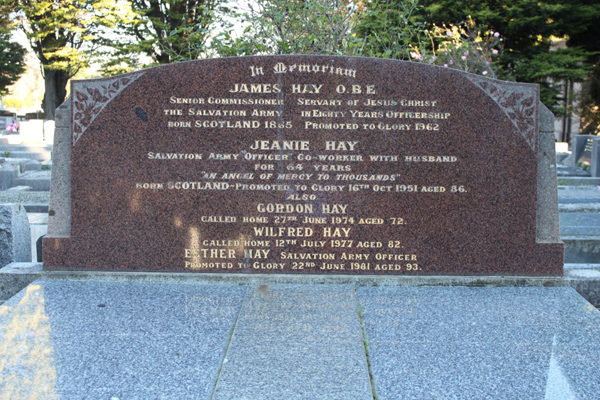 In Memoriam
JAMES HAY O.B.E.
SENIOR COMMISSIONER SERVANT OF JESUS CHRIST
THE SALVATION ARMY IN EIGHTY YEARS OFFICERSHIP
BORN SCOTLAND 1865 PROMOTED TO GLORY 1962
JEANIE HAY
SALVATION ARMY OFFICER CO-WORKER WITH HUSBAND
FOR 64 YEARS
"AN ANGEL OF MERCY TO THOUSANDS"
BORN SCOTLAND - PROMOTED TO GLORY 16TH OCT 1951 AGED 86.
ALSO
GORDON HAY
CALLED HOME 27TH JUNE 1974 AGED 72.
WILFRED HAY
CALLED HOME 12TH JULY 1977 AGED 82.
ESTHER HAY SALVATION ARMY OFFICER
PROMOTED TO GLORY 22ND JUNE 1981 AGED 93.